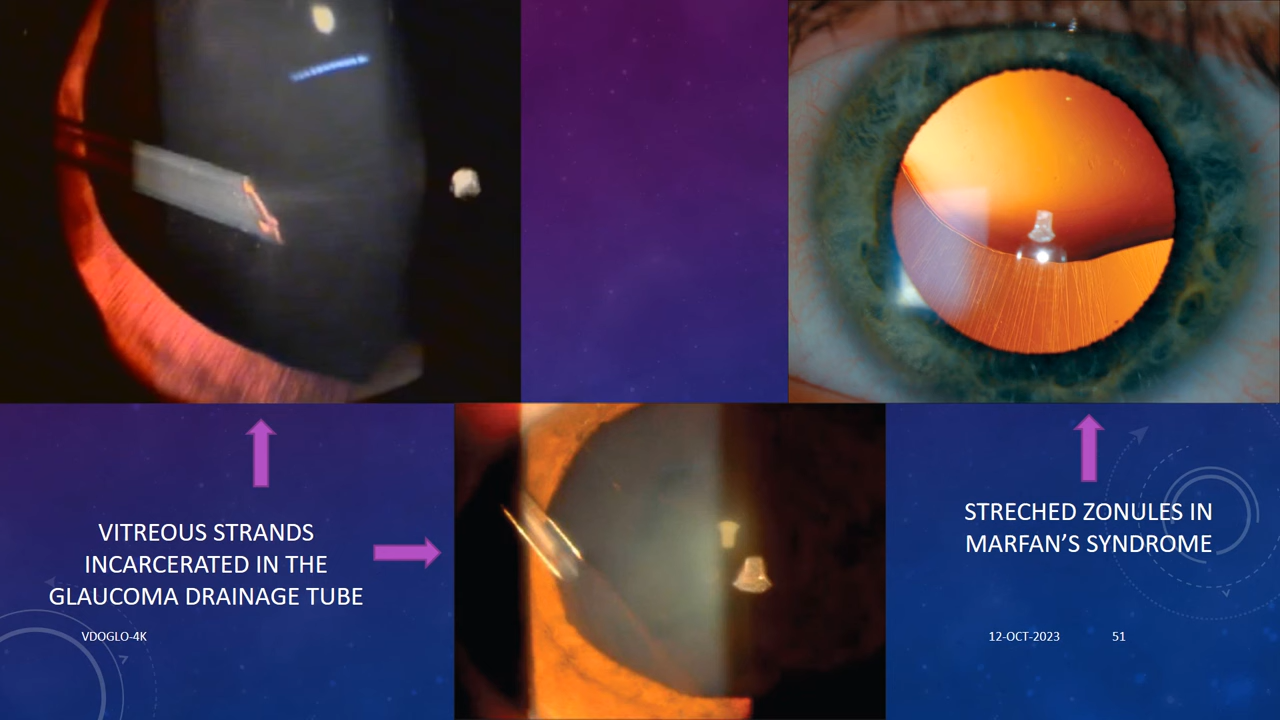 VITREOUS STRANDS
INCARCERATED IN THE
GLAUCOMA DRAINAGE TUBE
STRECHED ZONULES IN
MARFAN’S SYNDROME
VDOGLO-4K
12-OCT-2023
51